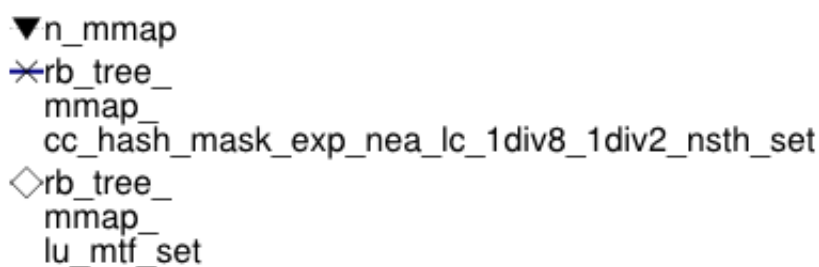 n_mmap
rb_tree_
mmap_
cc_hash_mask_exp_nea_lc_1div8_1div2_nsth_set
rb_tree_
mmap_
lu_mtf_set